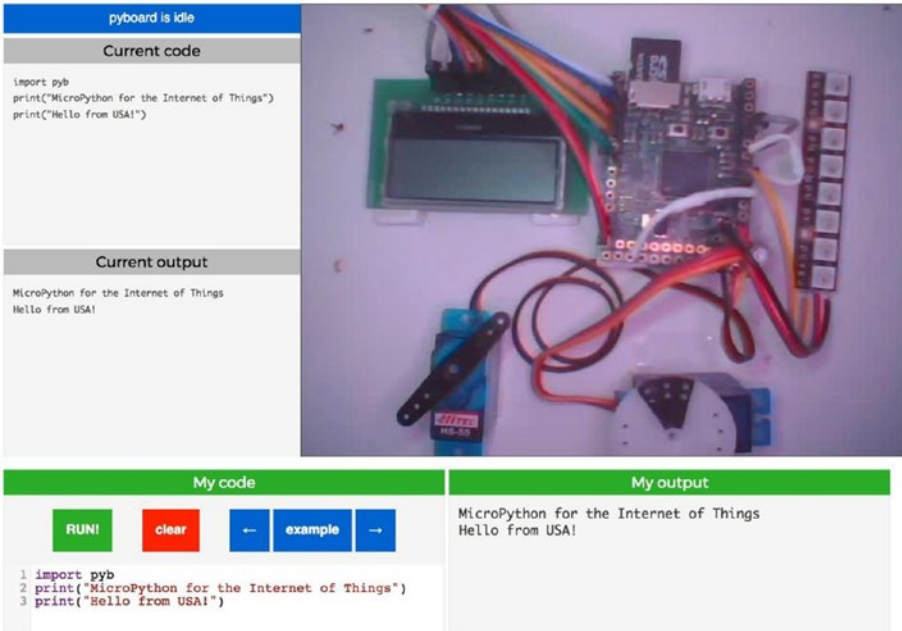 pyboard is idle
Current code
import pyb
print("MicroPython for the Internet of Things")
print("Hello from USA!")
Current output
MicroPython for the Internet of Things
Hello from USA!
HITEC
HS-55
My code
RUN!
clear
← example →
1 import pyb
2 print("MicroPython for the Internet of Things")
3 print("Hello from USA!")
My output
MicroPython for the Internet of Things
Hello from USA!